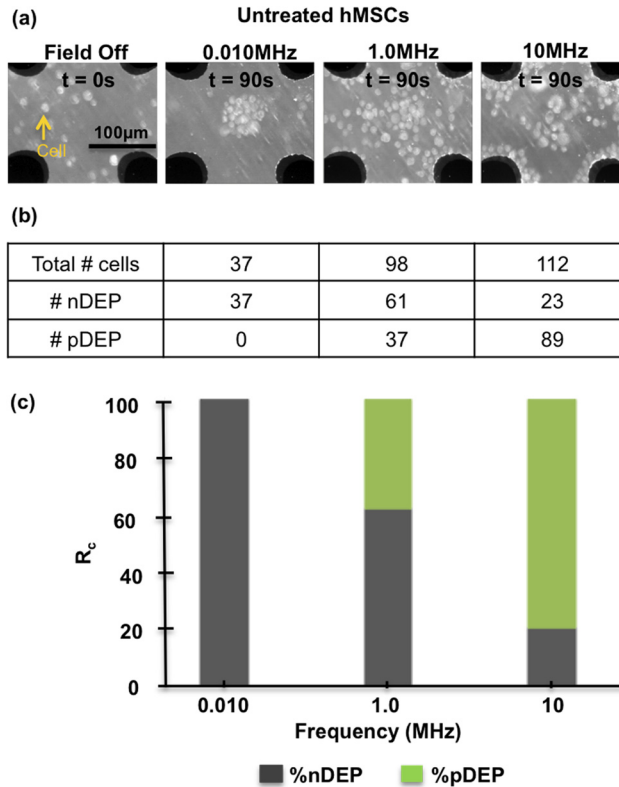 (a)
Untreated hMSCs
Field Off 0.010MHz 1.0MHz 10MHz
t = 0s t = 90s t = 90s t = 90s
Cell
100μm
(b)
Total # cells 37 98 112
# nDEP 37 61 23
# pDEP 0 37 89
(c)
100
80
60
40
20
0
Rc
0.010 1.0 10
Frequency (MHz)
%nDEP %pDEP